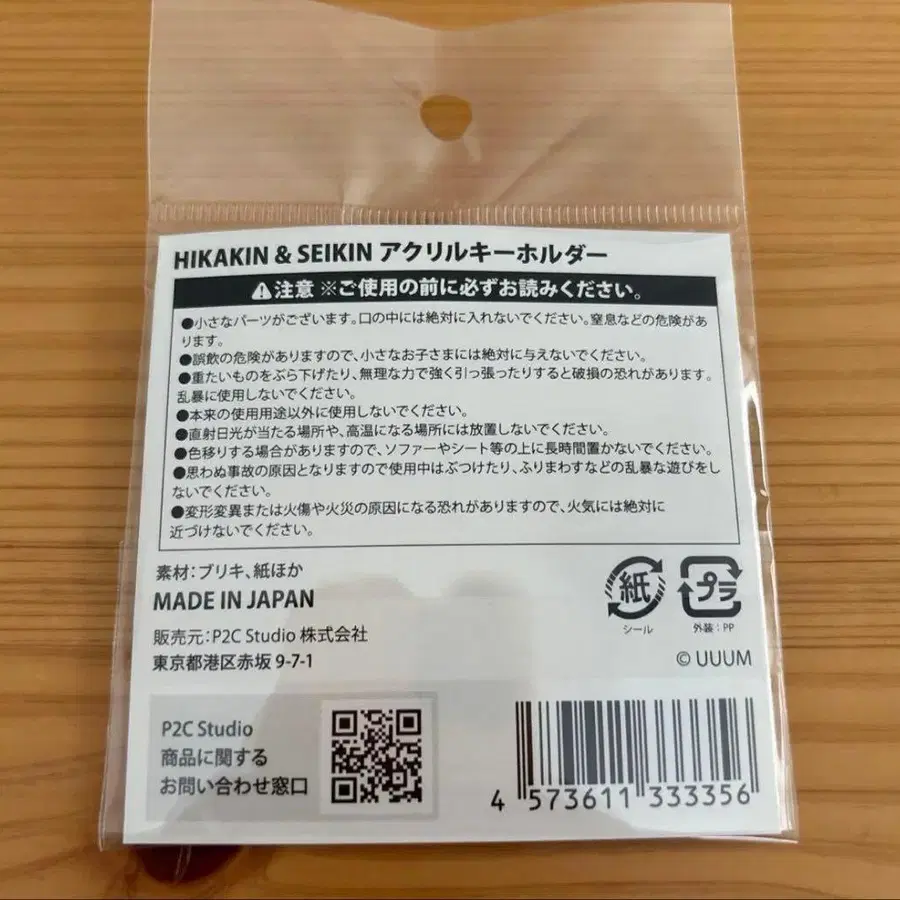 HIKAKIN & SEIKIN アクリルキーホルダー
注意 ※ご使用の前に必ずお読みください。
●小さなパーツがございます。口の中には絶対に入れないでください。窒息などの危険があ
ります。
●誤飲の危険がありますので、小さなお子さまには絶対に与えないでください。
●重たいものをぶら下げたり、無理な力で強く引っ張ったりすると破損の恐れがあります。
乱暴に使用しないでください。
●本来の使用用途以外に使用しないでください。
●直射日光が当たる場所や、高温になる場所には放置しないでください。
●色移りする場合がありますので、ソファーやシート等の上に長時間置かないでください。
●思わぬ事故の原因となりますので使用中はぶつけたり、ふりまわすなどの乱暴な遊びをし
ないでください。
●変形変異または火傷や火災の原因になる恐れがありますので、火気には絶対に
近づけないでください。
素材：ブリキ、紙ほか
MADE IN JAPAN
紙
シール
プラ
外装：PP
販売元：P2C Studio 株式会社
東京都港区赤坂 9-7-1
© UUUM
P2C Studio
商品に関する
お問い合わせ窓口
4 573611 333356